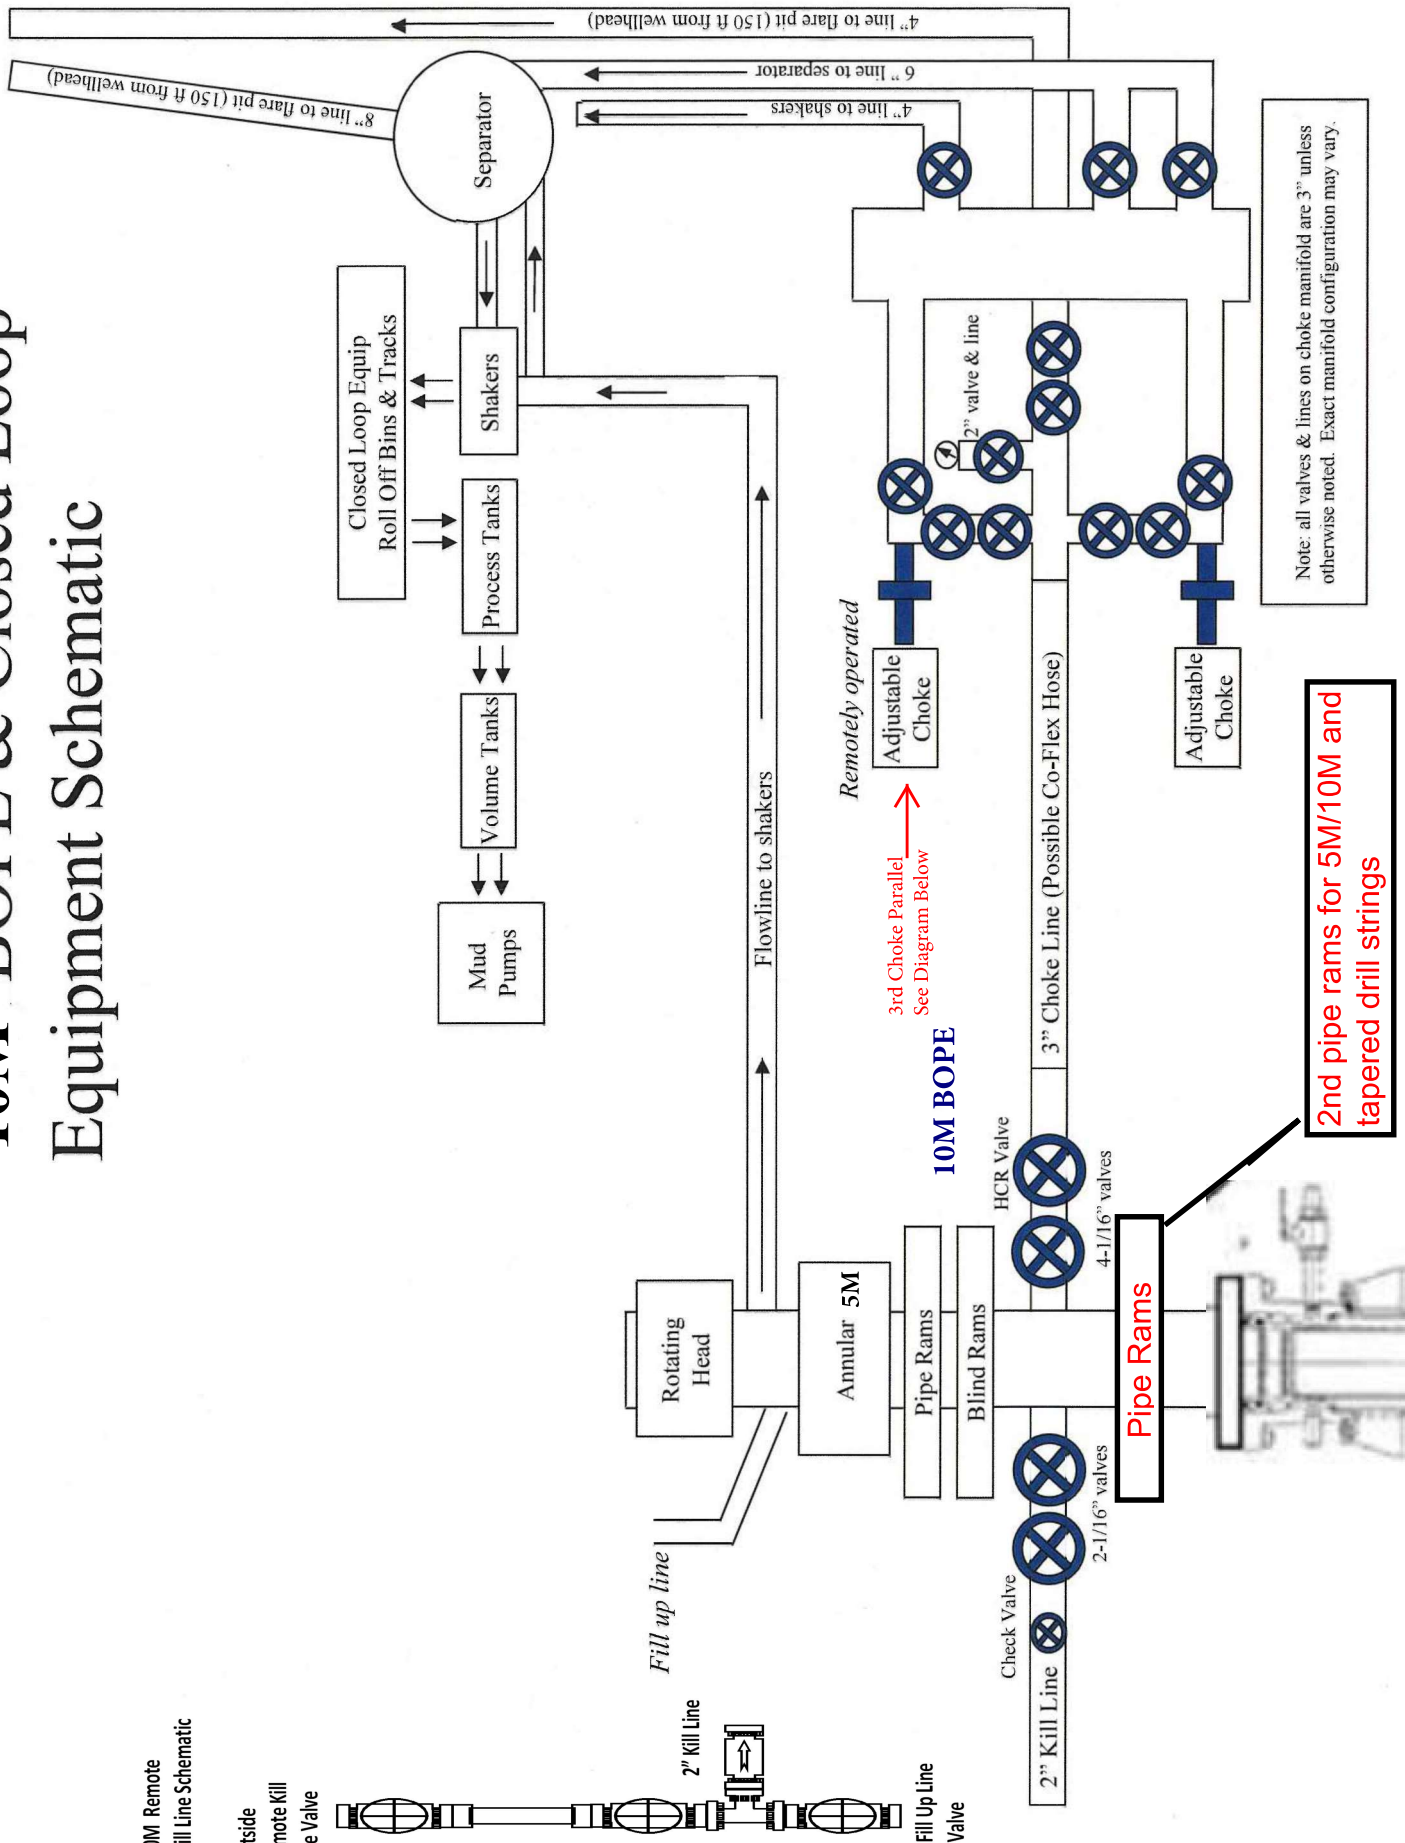 10M BOPE & Closed Loop
Equipment Schematic
4” line to flare pit (150 ft from wellhead)
8” line to flare pit (150 ft from wellhead)
6” line to separator
4” line to shakers
Separator
Closed Loop Equip
Roll Off Bins & Tracks
Shakers
Process Tanks
Volume Tanks
Mud
Pumps
Flowline to shakers
Fill up line
Rotating
Head
Annular 5M
Pipe Rams
Blind Rams
10M BOPE
3rd Choke Parallel
See Diagram Below
Remotely operated
Adjustable
Choke
2” valve & line
3” Choke Line (Possible Co-Flex Hose)
HCR Valve
4-1/16” valves
2-1/16” valves
Check Valve
2” Kill Line
Adjustable
Choke
Pipe Rams
2nd pipe rams for 5M/10M and
tapered drill strings
Note: all valves & lines on choke manifold are 3” unless
otherwise noted. Exact manifold configuration may vary.
Remote
Line Schematic
Kill
Valve
2” Kill Line
Fill Up Line
Valve